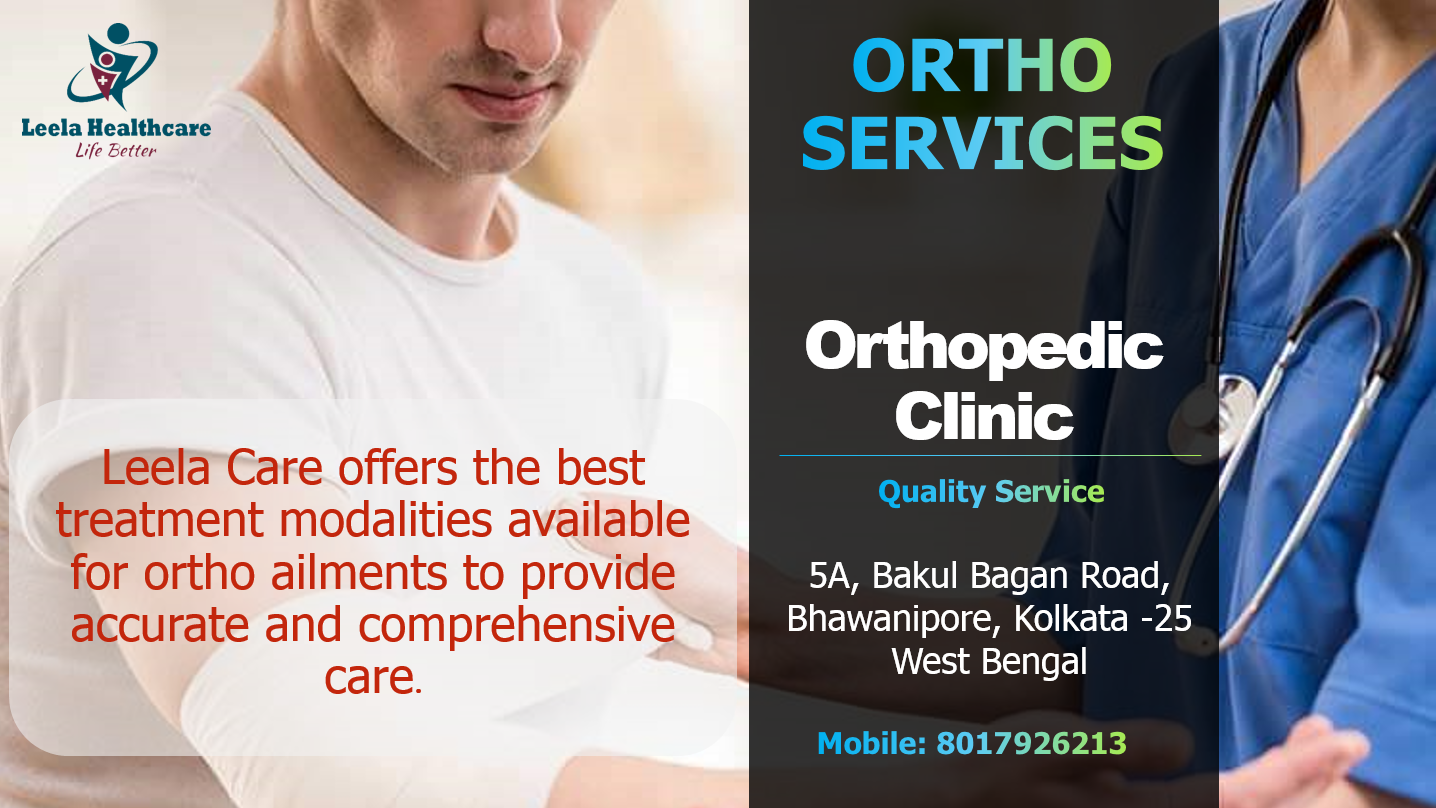 Leela Healthcare
Life Better
ORTHO
SERVICES
Orthopedic
Clinic
Quality Service
5A, Bakul Bagan Road,
Bhawanipore, Kolkata -25
West Bengal
Mobile: 8017926213
Leela Care offers the best
treatment modalities available
for ortho ailments to provide
accurate and comprehensive
care.